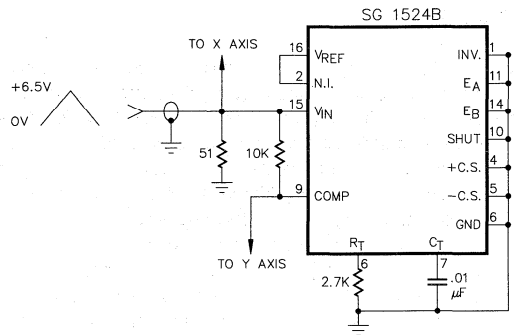 SG 1524B
TO X AXIS
+6.5V
0V
51
10K
TO Y AXIS
16 VREF
2 N.I.
15 VIN
9 COMP
INV. 1
EA 11
EB 14
SHUT. 10
+C.S. 4
-C.S. 5
GND 6
RT
CT
6
7
2.7K
.01
μF